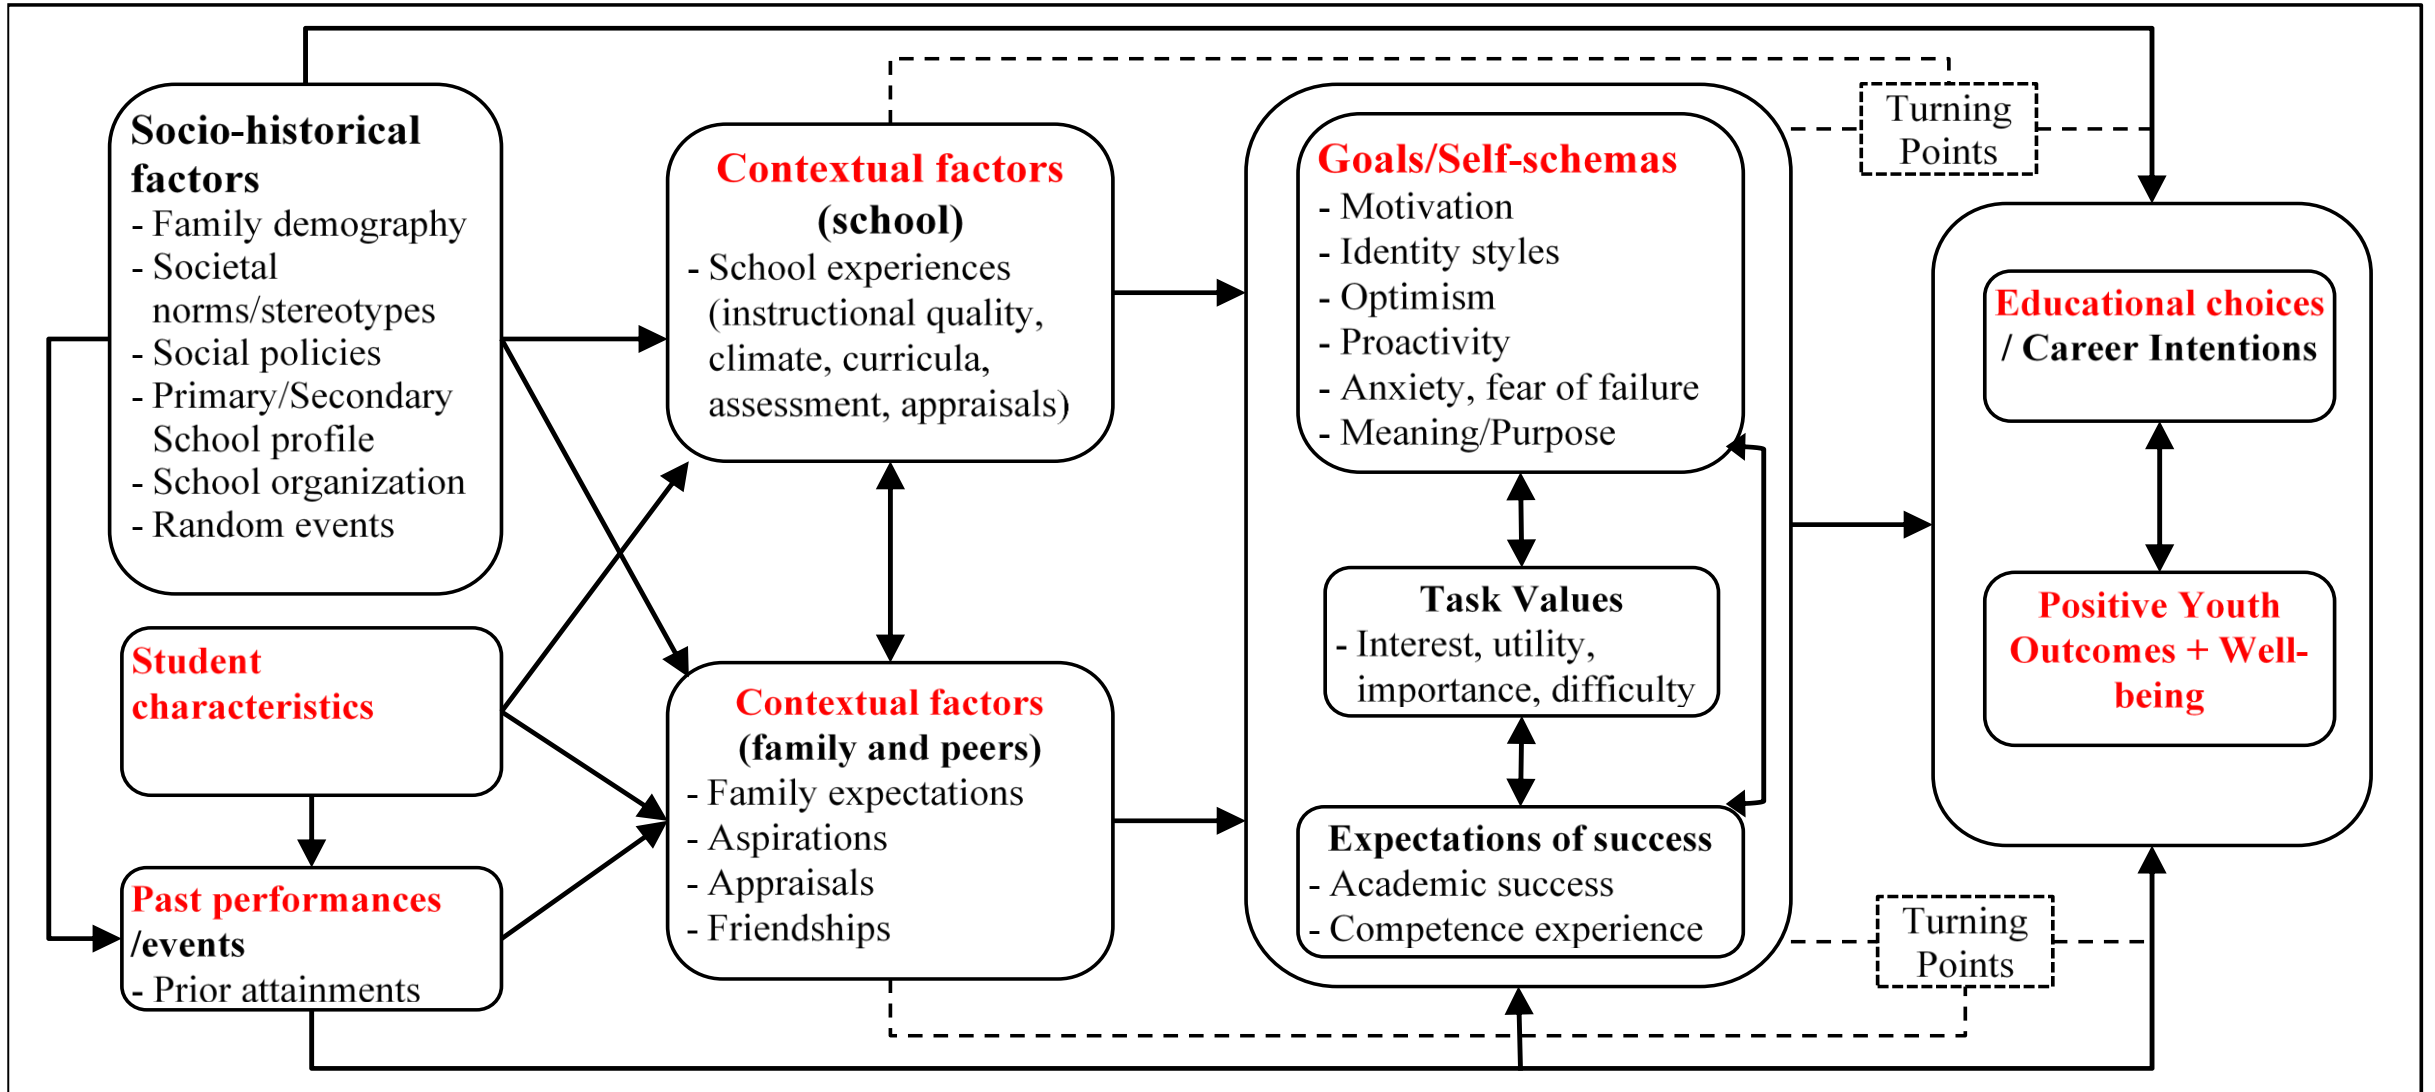 Socio-historical
factors
- Family demography
- Societal
norms/stereotypes
- Social policies
- Primary/Secondary
School profile
- School organization
- Random events
Student
characteristics
Past performances
/events
- Prior attainments
Contextual factors
(school)
- School experiences
(instructional quality,
climate, curricula,
assessment, appraisals)
Contextual factors
(family and peers)
- Family expectations
- Aspirations
- Appraisals
- Friendships
Goals/Self-schemas
- Motivation
- Identity styles
- Optimism
- Proactivity
- Anxiety, fear of failure
- Meaning/Purpose
Task Values
- Interest, utility,
importance, difficulty
Expectations of success
- Academic success
- Competence experience
Turning
Points
Educational choices
/ Career Intentions
Positive Youth
Outcomes + Well-
being
Turning
Points